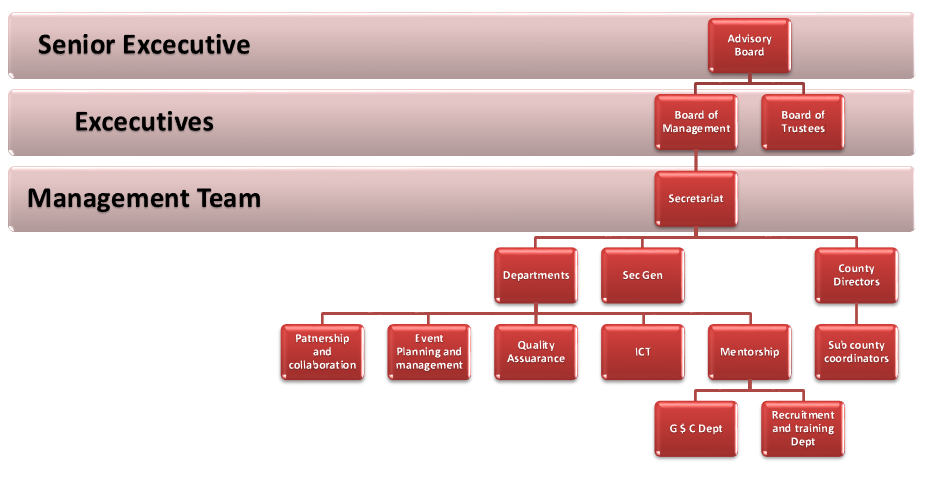 Senior Excecutive
Advisory
Board
Excecutives
Board of
Management
Board of
Trustees
Management Team
Secretariat
Departments
Sec Gen
County
Directors
Patnership
and
collaboration
Event
Planning and
management
Quality
Assuarance
ICT
Mentorship
Sub county
coordinators
G $ C Dept
Recruitment
and training
Dept